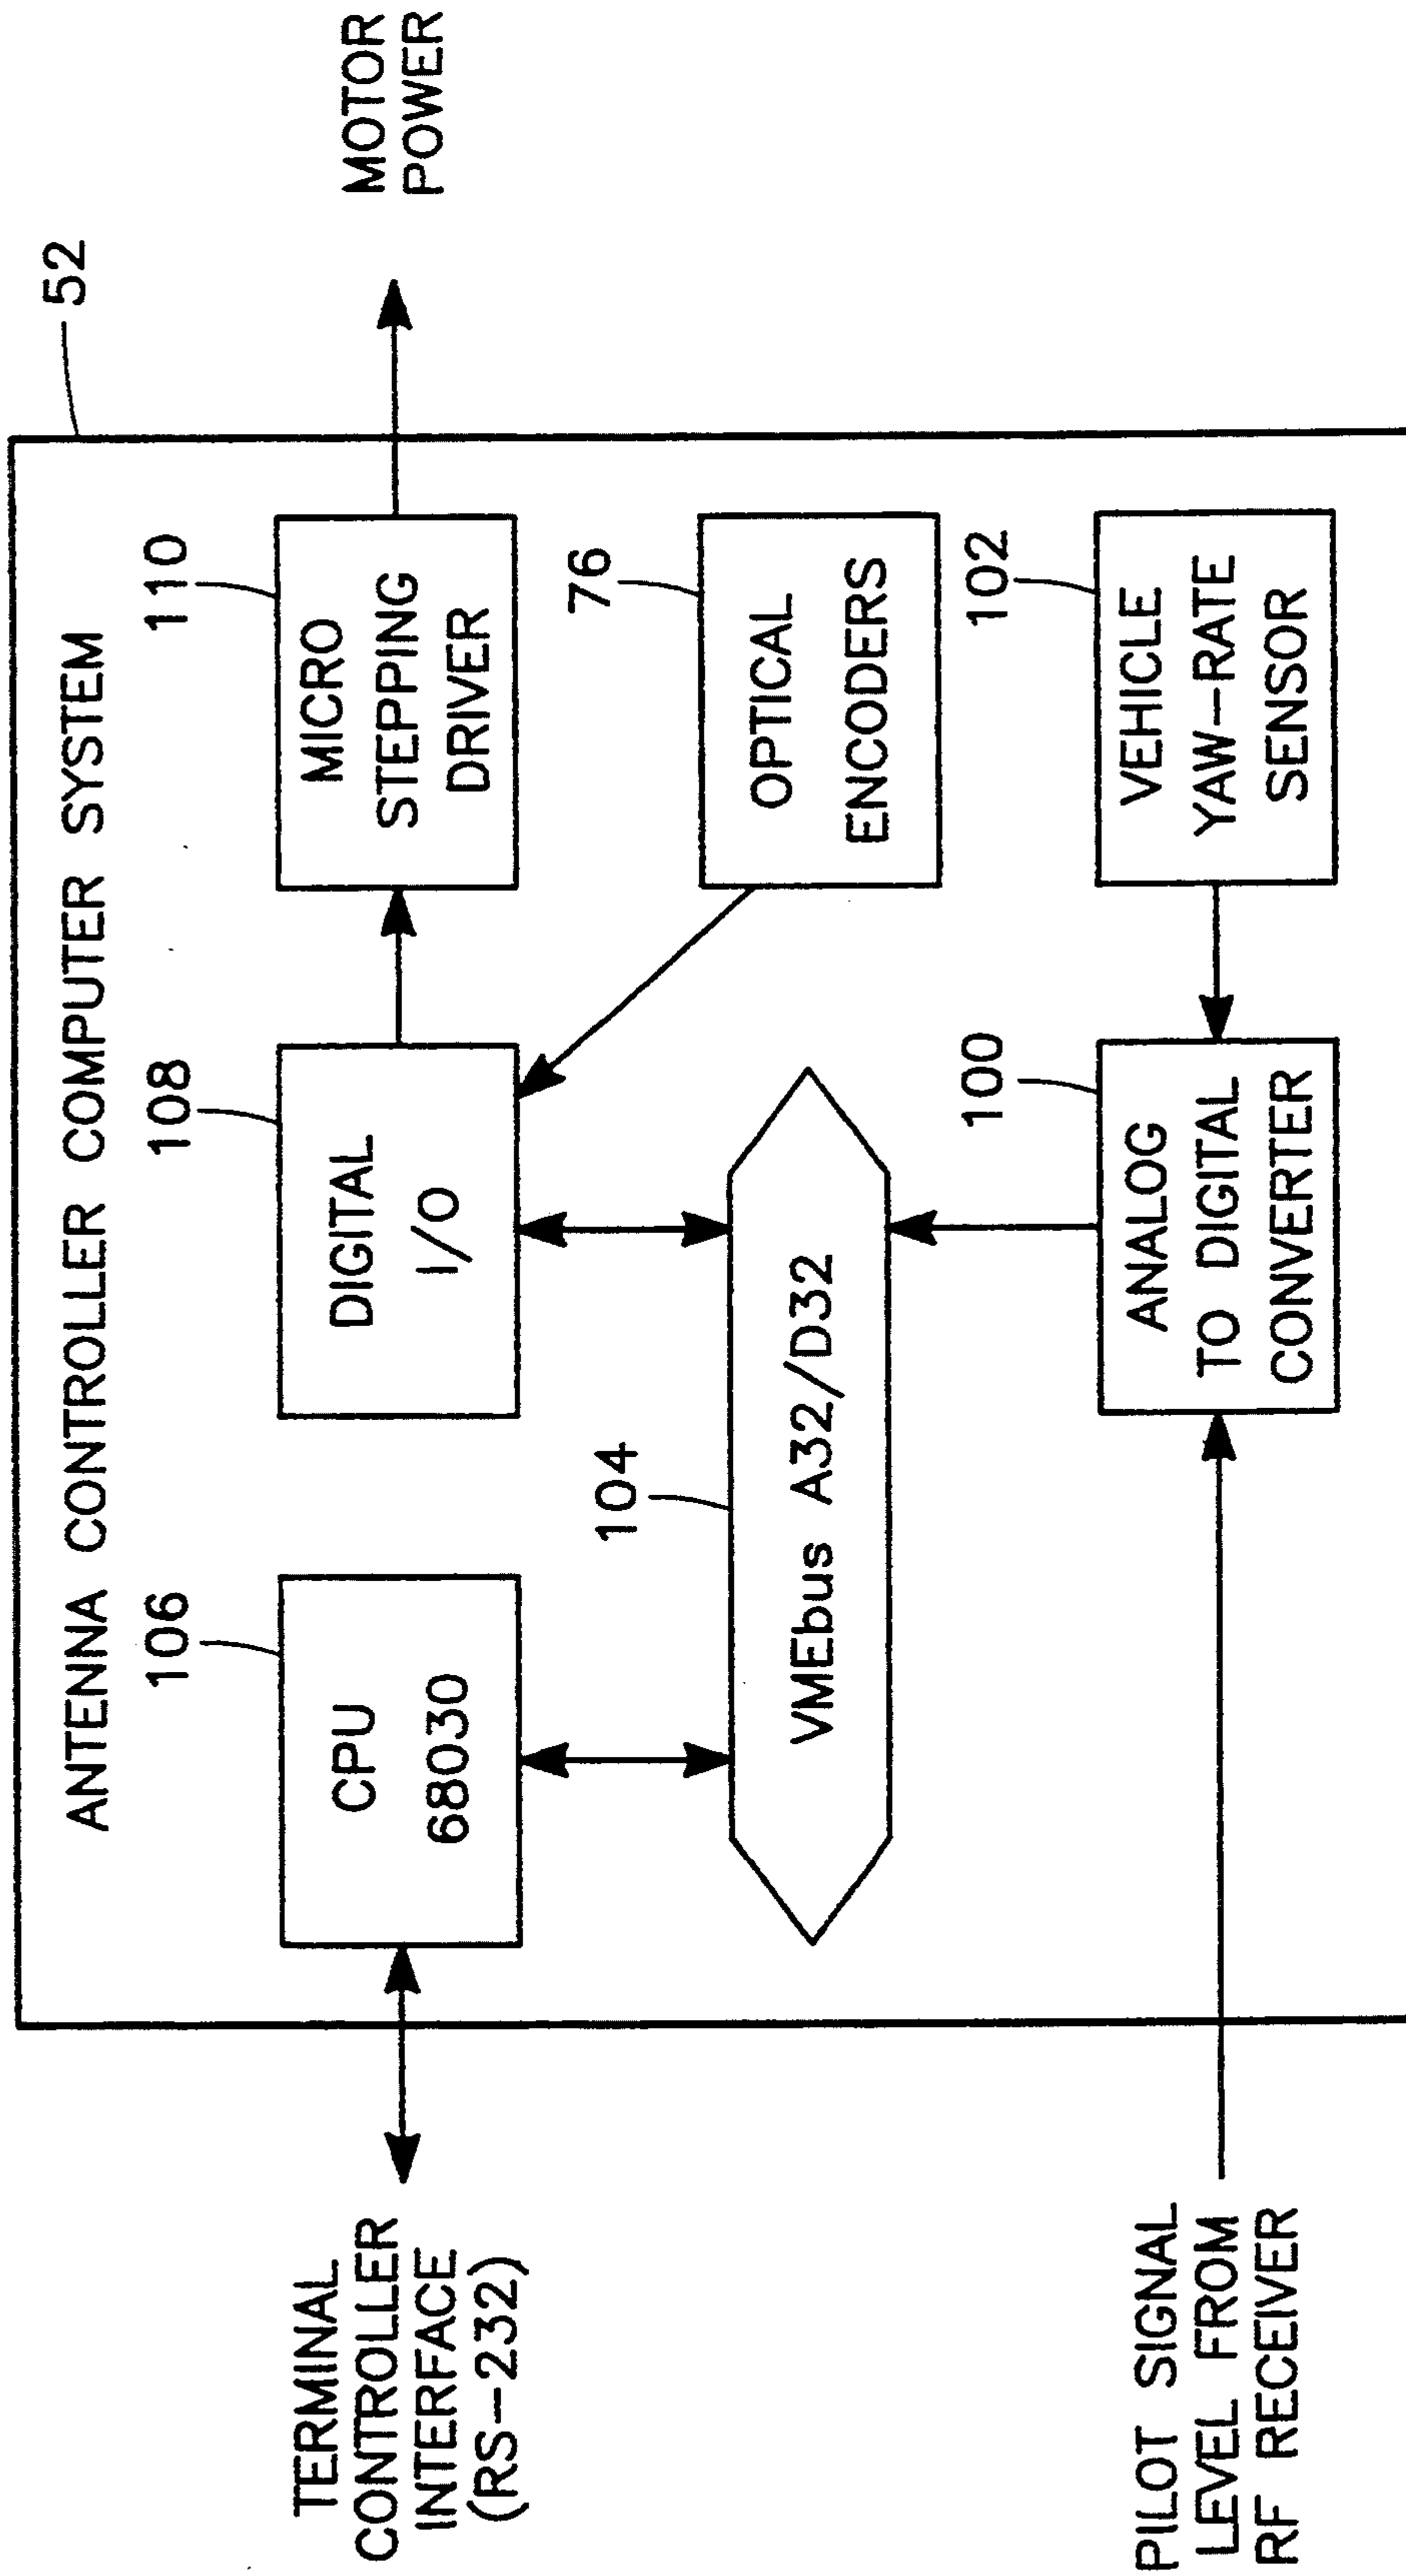 52
ANTENNA CONTROLLER COMPUTER SYSTEM
106
CPU
68030
108
DIGITAL
I/O
110
MICRO
STEPPING
DRIVER
MOTOR
POWER
TERMINAL
CONTROLLER
INTERFACE
(RS-232)
104
VMEbus A32/D32
76
OPTICAL
ENCODERS
100
ANALOG
TO DIGITAL
CONVERTER
102
VEHICLE
YAW-RATE
SENSOR
PILOT SIGNAL
LEVEL FROM
RF RECEIVER